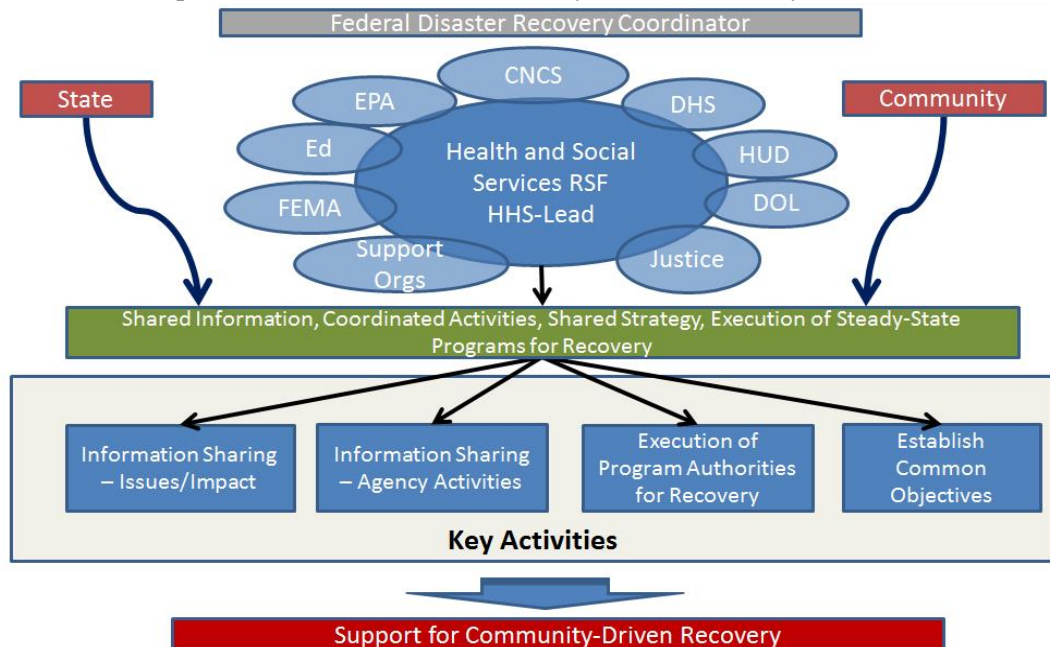 Federal Disaster Recovery Coordinator
CNCS
EPA
DHS
State
Community
Ed
HUD
Health and Social
Services RSF
HHS-Lead
FEMA
DOL
Support
Orgs
Justice
Shared Information, Coordinated Activities, Shared Strategy, Execution of Steady-State
Programs for Recovery
Information Sharing
– Issues/Impact
Information Sharing
– Agency Activities
Execution of
Program Authorities
for Recovery
Establish
Common
Objectives
Key Activities
Support for Community-Driven Recovery